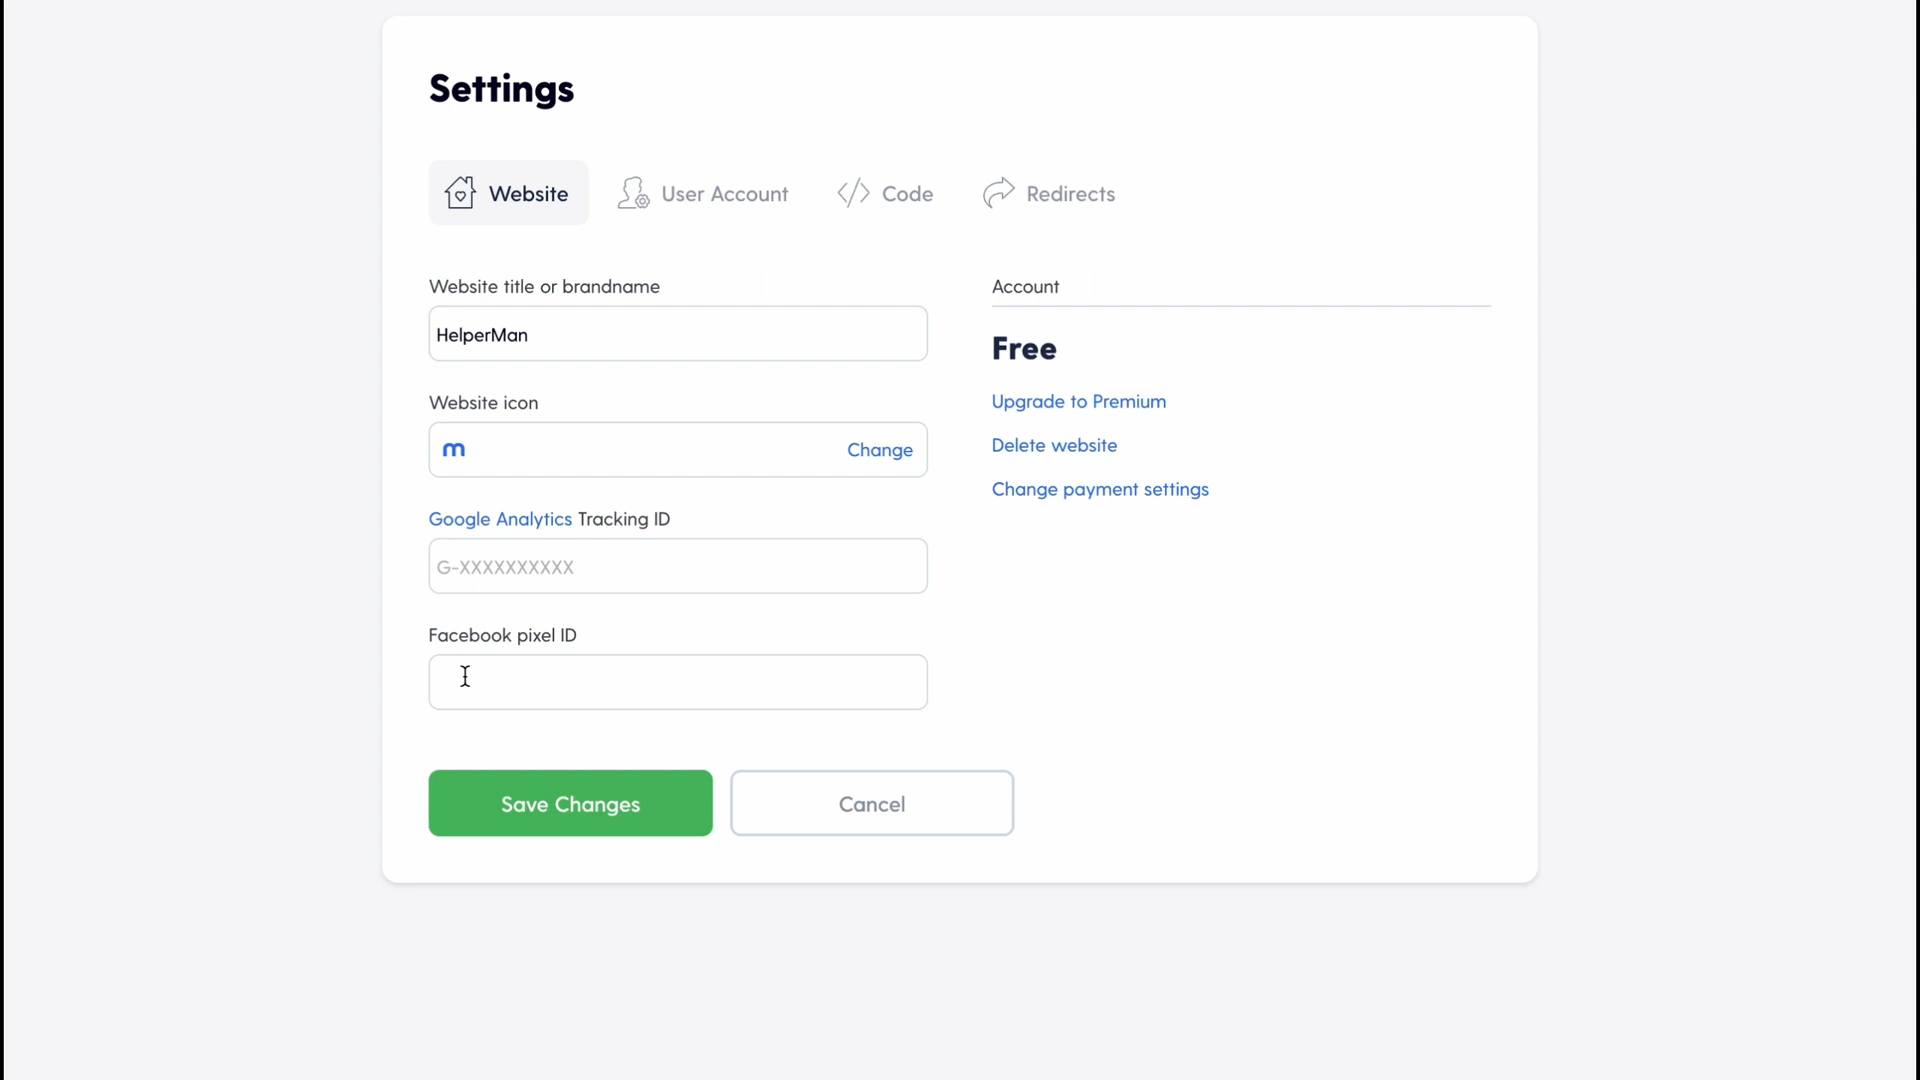 Settings
Website
User Account
Code
Redirects
Website title or brandname
HelperMan
Website icon
m
Change
Google Analytics Tracking ID
G-XXXXXXXXXX
Facebook pixel ID
Account
Free
Upgrade to Premium
Delete website
Change payment settings
Save Changes
Cancel